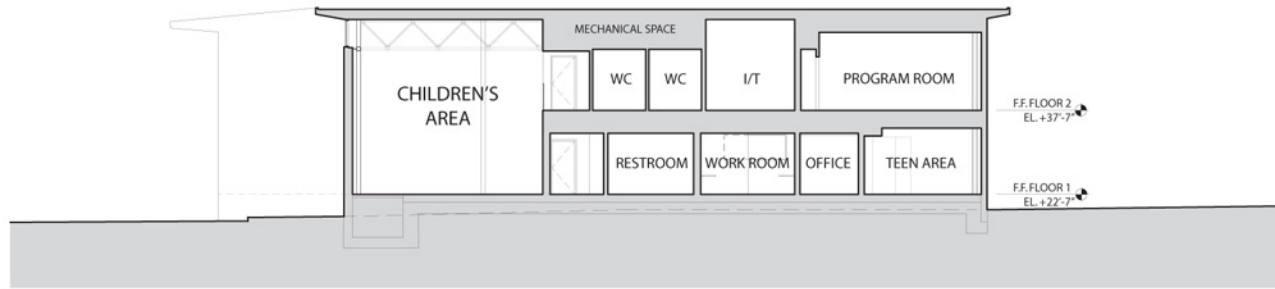 MECHANICAL SPACE
CHILDREN'S
AREA
WC
WC
I/T
PROGRAM ROOM
F.F. FLOOR 2
EL. +37'-7"
RESTROOM
WORK ROOM
OFFICE
TEEN AREA
F.F. FLOOR 1
EL. +22'-7"